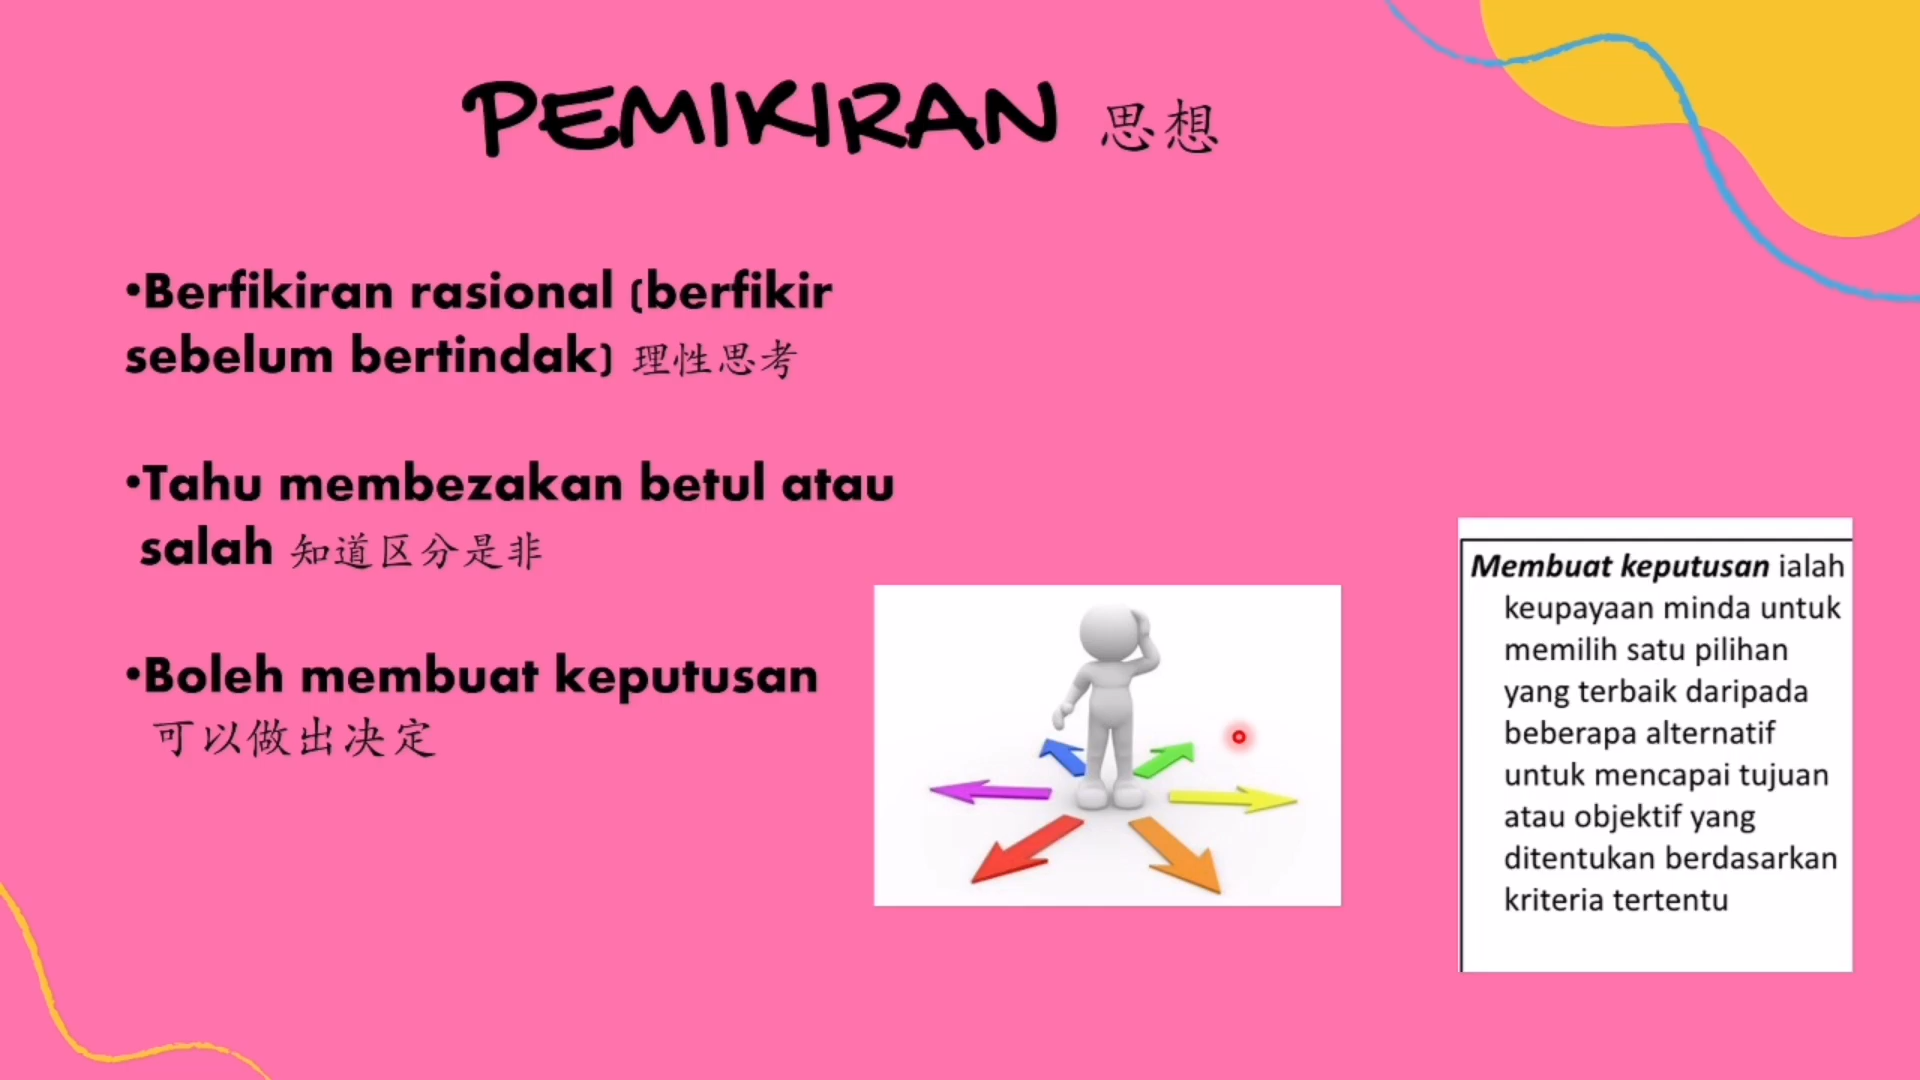 PEMIKIRAN 思想
•Berfikiran rasional (berfikir
sebelum bertindak) 理性思考
•Tahu membezakan betul atau
salah 知道区分是非
•Boleh membuat keputusan
可以做出决定
Membuat keputusan ialah
keupayaan minda untuk
memilih satu pilihan
yang terbaik daripada
beberapa alternatif
untuk mencapai tujuan
atau objektif yang
ditentukan berdasarkan
kriteria tertentu